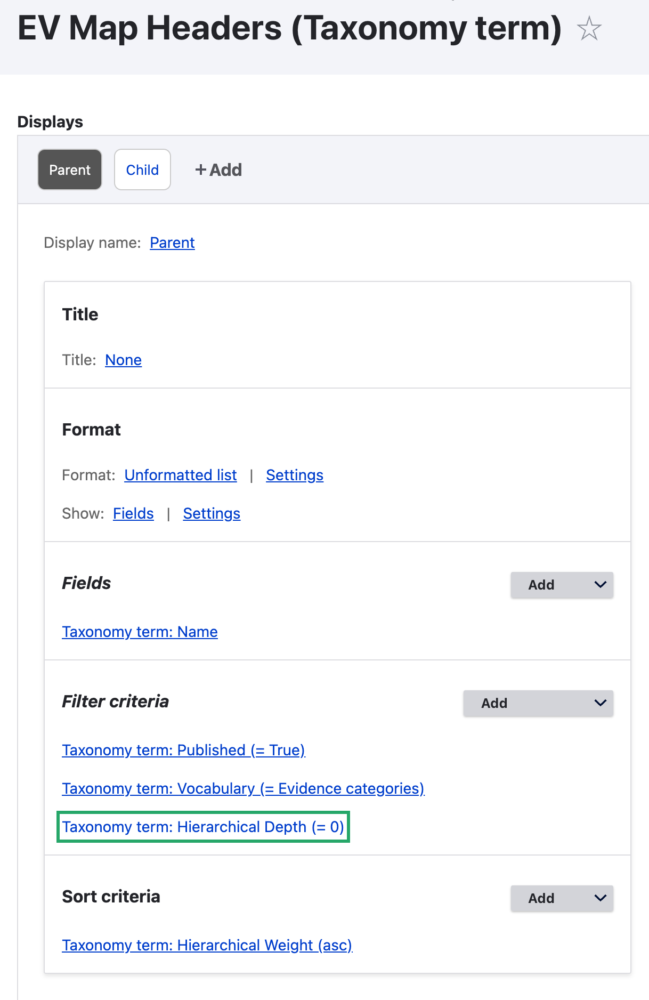 EV Map Headers (Taxonomy term)
Displays
Parent Child +Add
Display name: Parent
Title
Title: None
Format
Format: Unformatted list | Settings
Show: Fields | Settings
Fields Add
Taxonomy term: Name
Filter criteria Add
Taxonomy term: Published (= True)
Taxonomy term: Vocabulary (= Evidence categories)
Taxonomy term: Hierarchical Depth (= 0)
Sort criteria Add
Taxonomy term: Hierarchical Weight (asc)